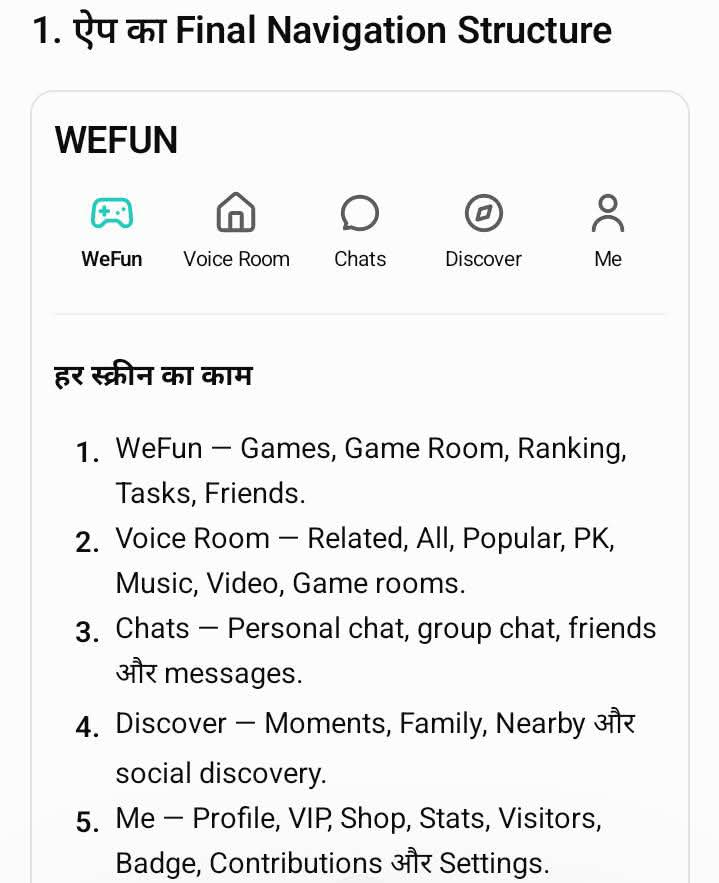 1. ऐप का Final Navigation Structure
WEFUN
WeFun Voice Room Chats Discover Me
हर स्क्रीन का काम
1. WeFun — Games, Game Room, Ranking,
Tasks, Friends.
2. Voice Room — Related, All, Popular, PK,
Music, Video, Game rooms.
3. Chats — Personal chat, group chat, friends
और messages.
4. Discover — Moments, Family, Nearby और
social discovery.
5. Me — Profile, VIP, Shop, Stats, Visitors,
Badge, Contributions और Settings.